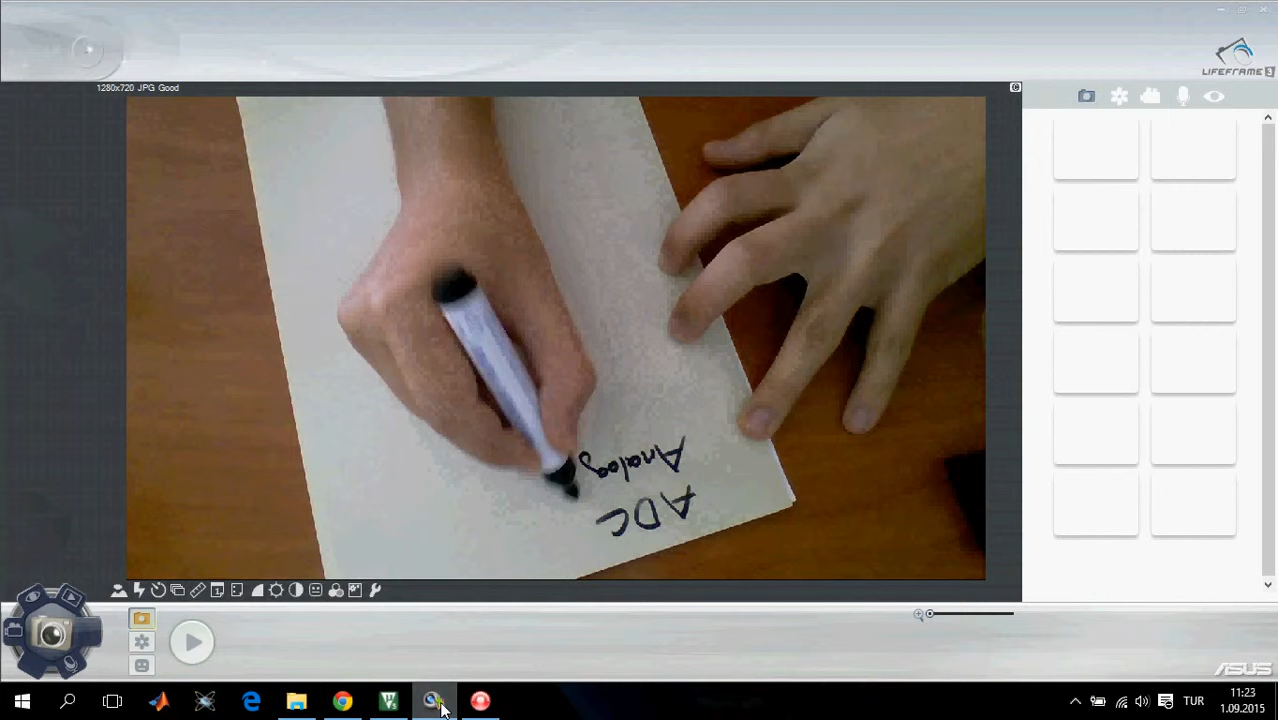 LIFEFRAME 3
1280x720 JPG Good
ADC
Analog
ASUS
TUR
11:23
1.09.2015